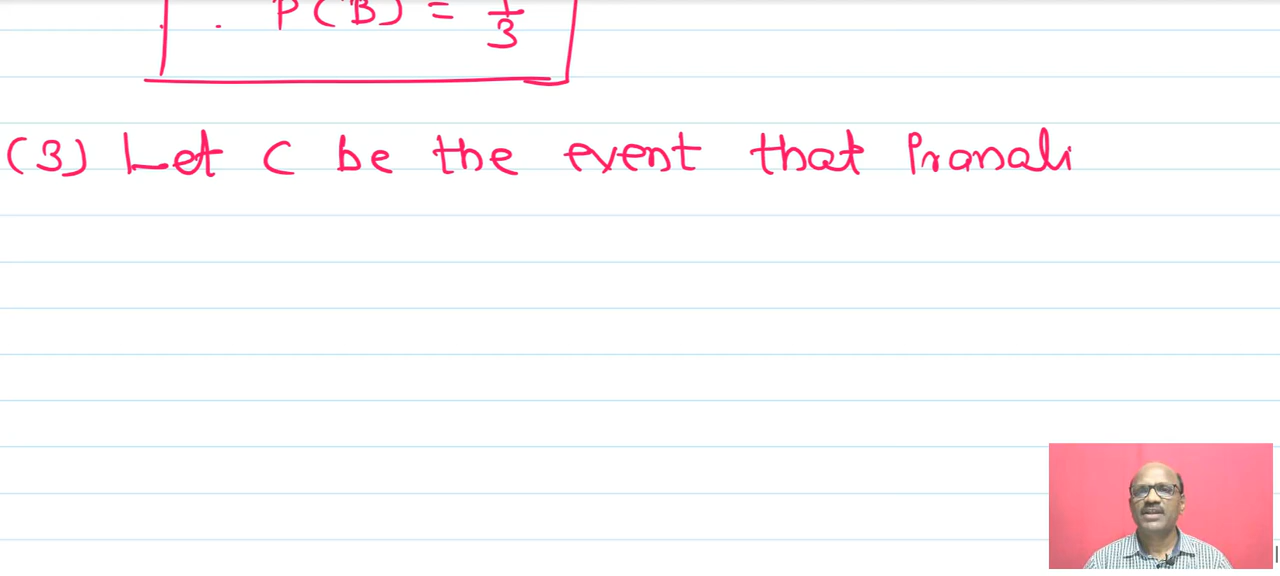 . P(B) = 1/3
(3) Let C be the event that Pranali